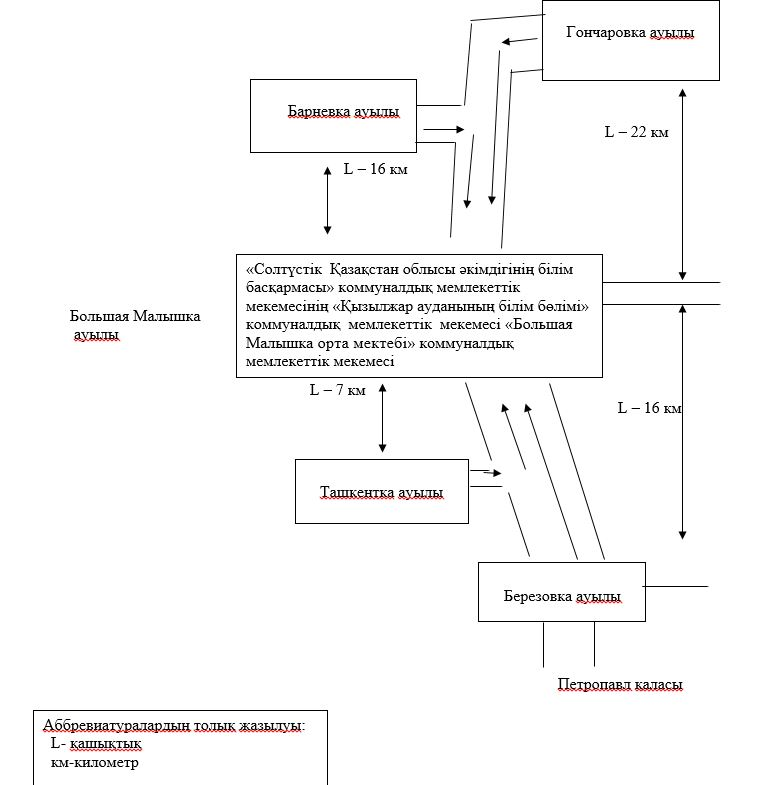 Гончаровка ауылы
Барневка ауылы
L – 22 км
L – 16 км
«Солтүстік Қазақстан облысы әкімдігінің білім
басқармасы» коммуналдық мемлекеттік
мекемесінің «Қызылжар ауданының білім бөлімі»
коммуналдық мемлекеттік мекемесі «Большая
Малышка орта мектебі» коммуналдық
мемлекеттік мекемесі
Большая Малышка
ауылы
L – 7 км
L – 16 км
Ташкентка ауылы
Березовка ауылы
Петропавл қаласы
Аббревиатуралардың толық жазылуы:
L- қашықтық
км-километр